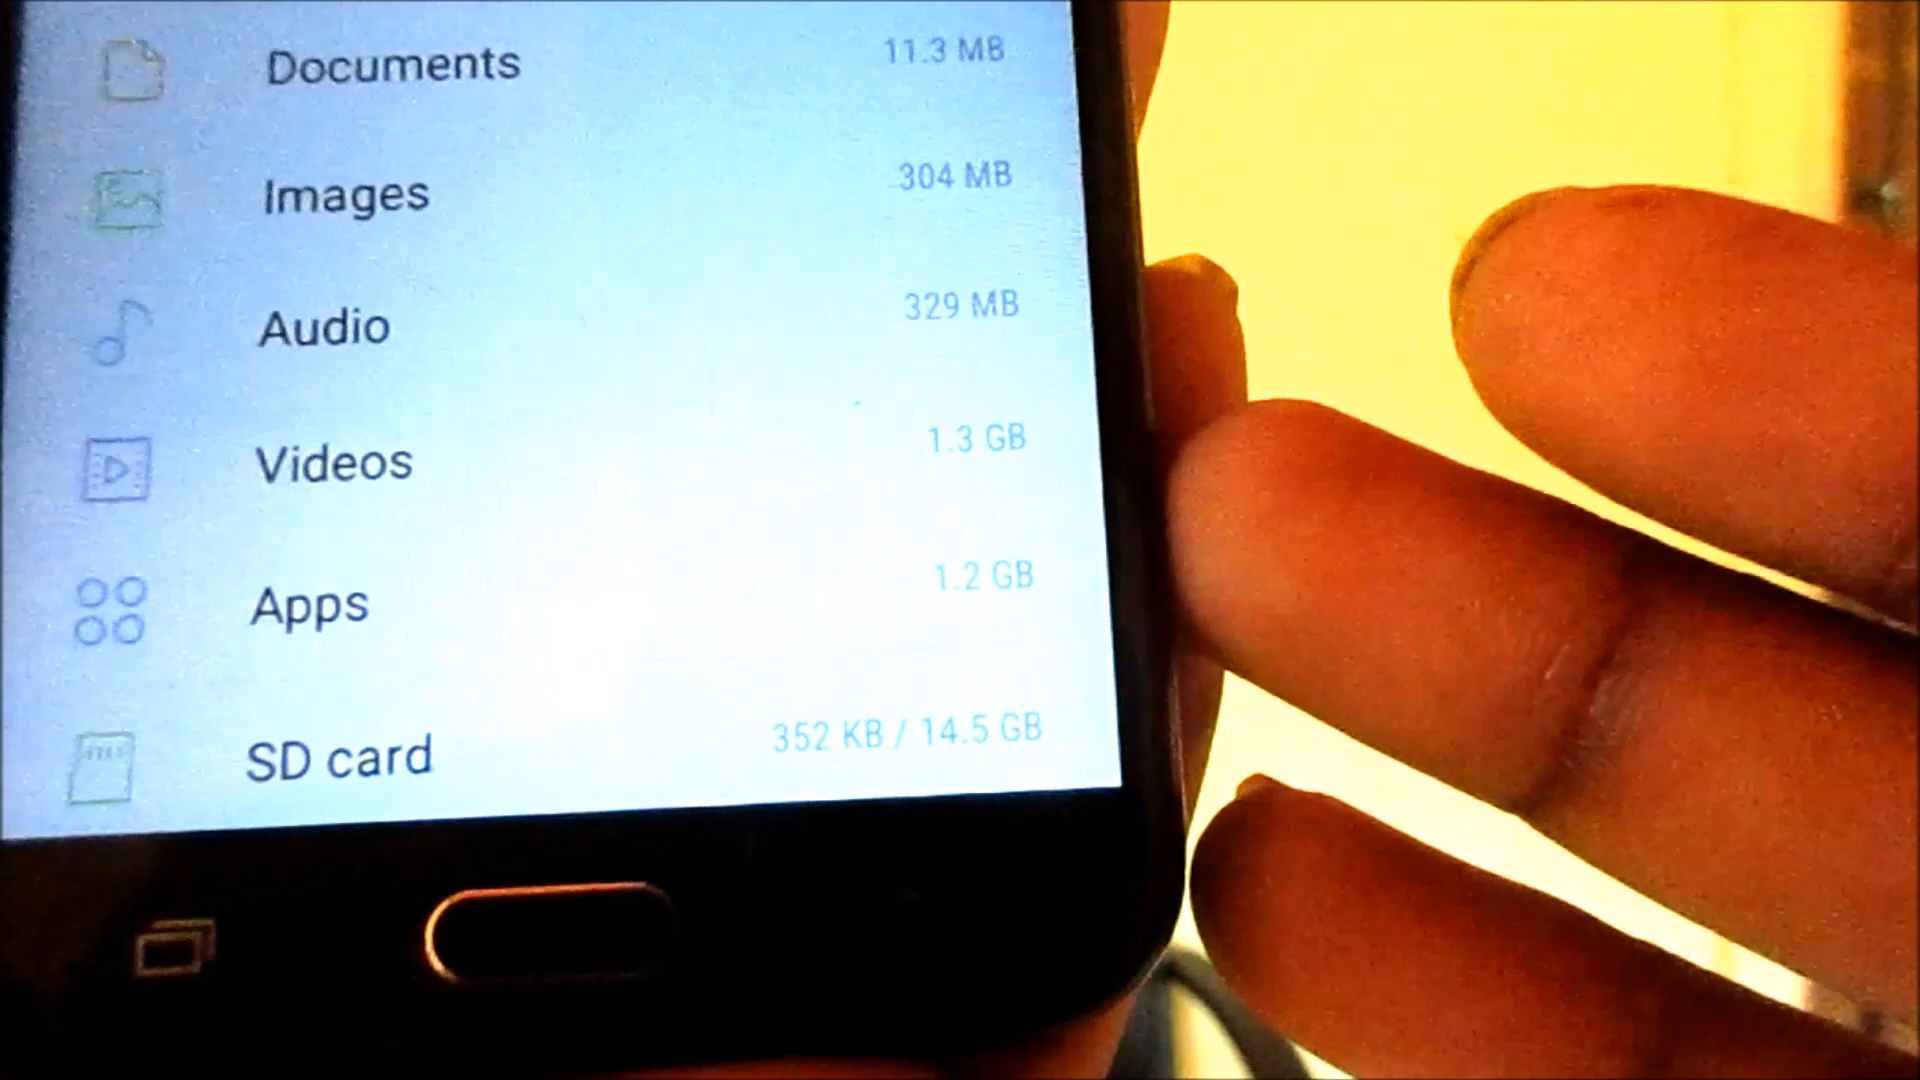 Documents 11.3 MB
Images 304 MB
Audio 329 MB
Videos 1.3 GB
Apps 1.2 GB
SD card 352 KB / 14.5 GB